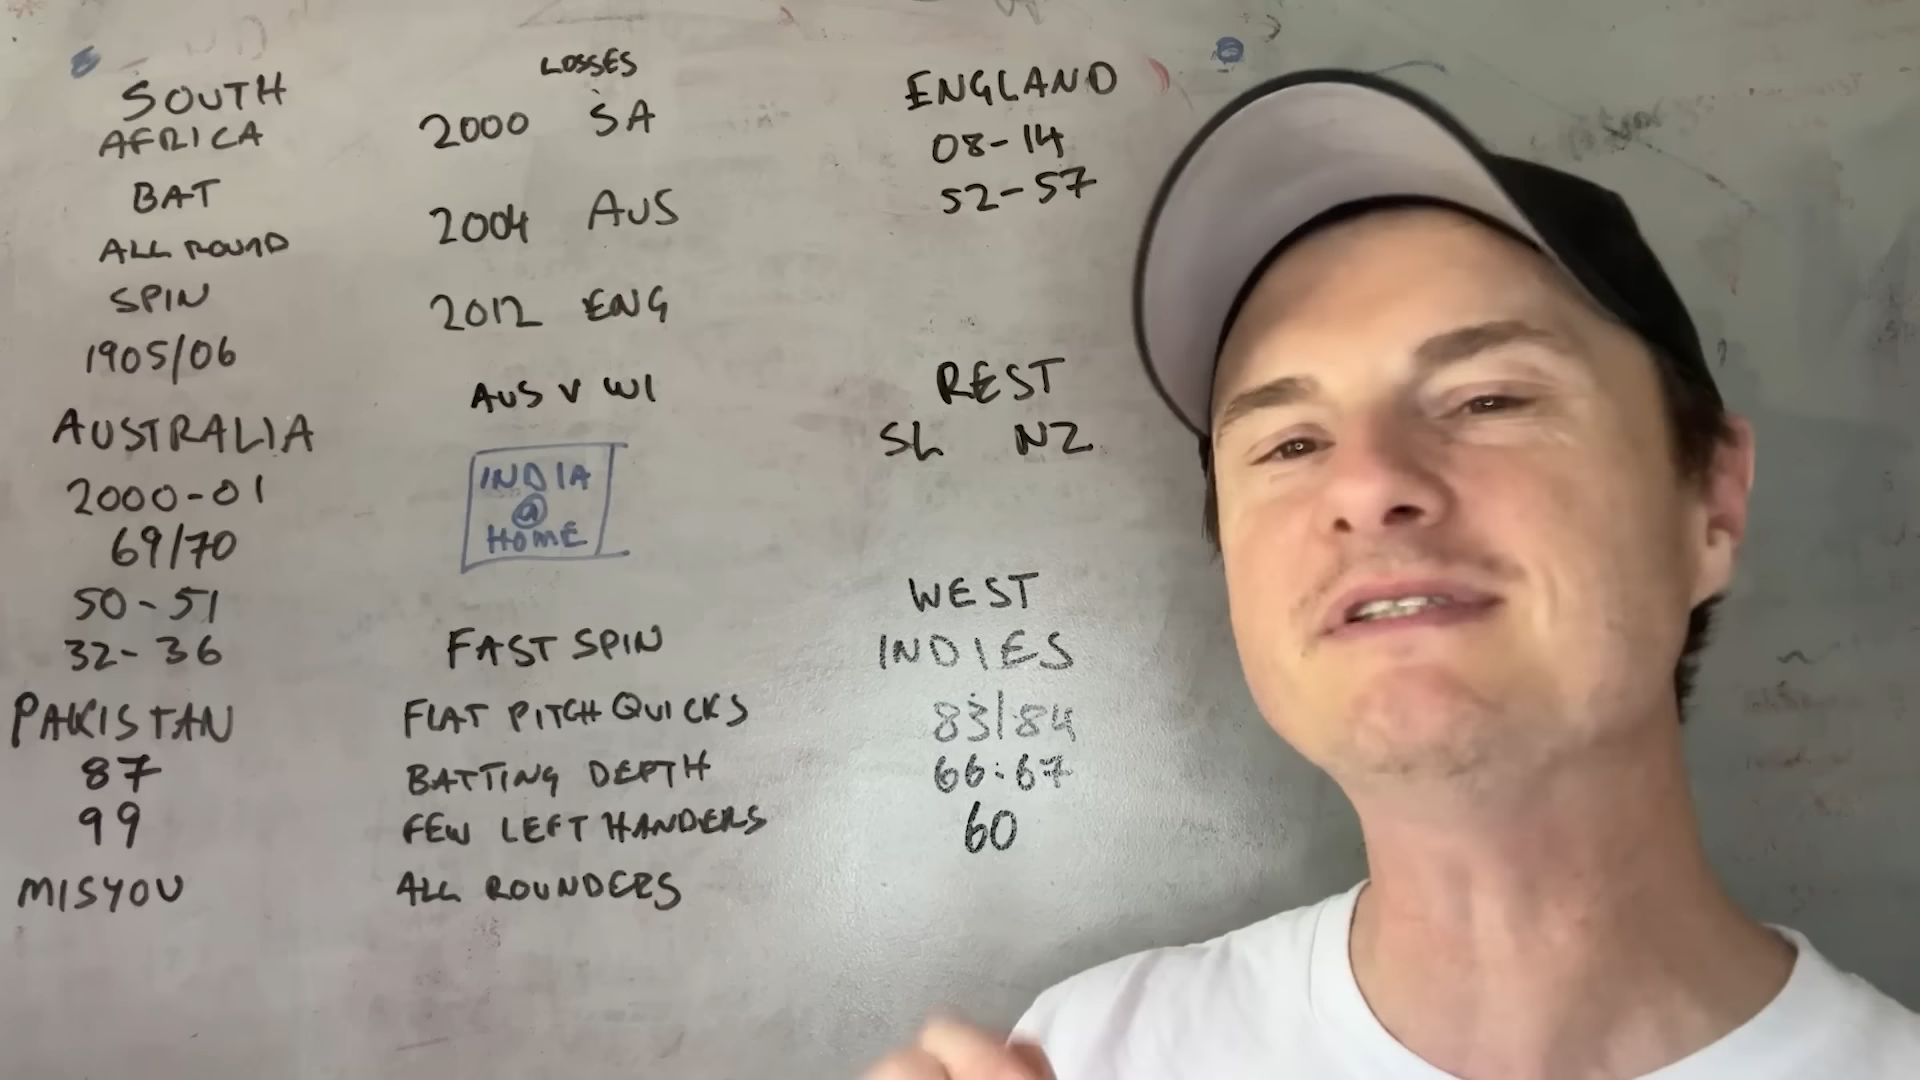 SOUTH
AFRICA
BAT
ALL ROUND
SPIN
1905/06
AUSTRALIA
2000-01
69/70
50-51
32-36
PAKISTAN
87
99
MISYOU
LOSSES
2000 SA
2004 AUS
2012 ENG
AUS V WI
INDIA
@
HOME
FAST SPIN
FLAT PITCH QUICKS
BATTING DEPTH
FEW LEFT HANDERS
ALL ROUNDERS
ENGLAND
08-14
52-57
REST
SL NZ
WEST
INDIES
83/84
66:67
60